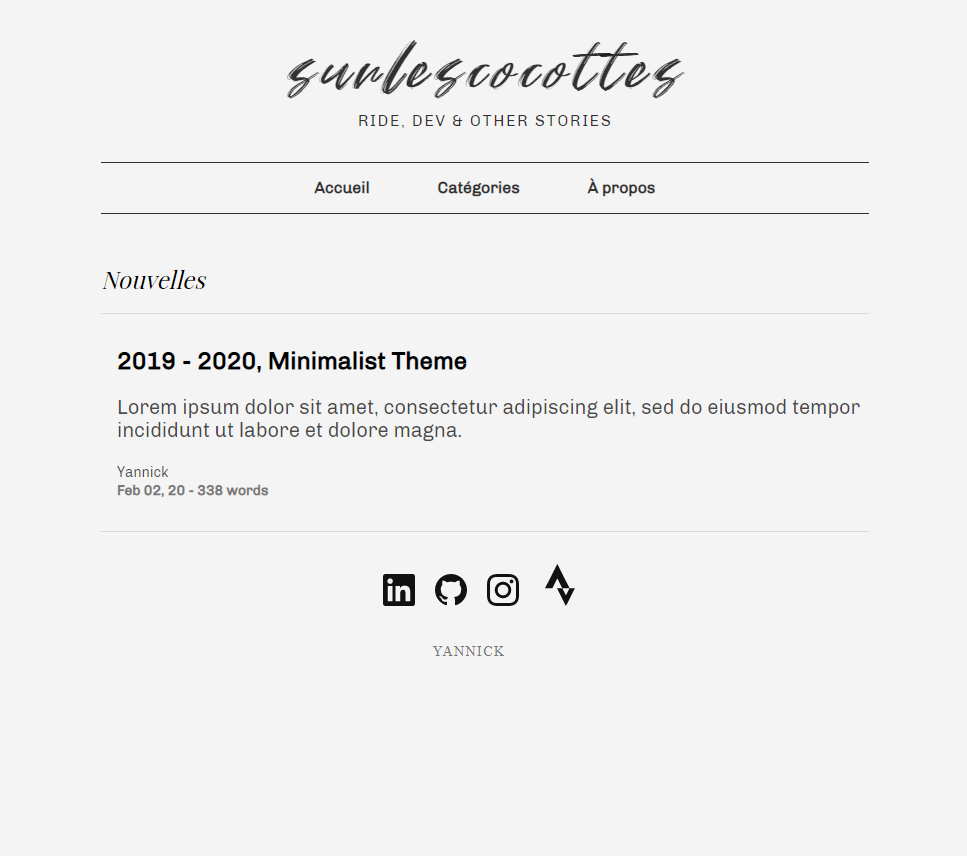 surlescocottes
RIDE, DEV & OTHER STORIES
Accueil Catégories À propos
Nouvelles
2019 - 2020, Minimalist Theme
Lorem ipsum dolor sit amet, consectetur adipiscing elit, sed do eiusmod tempor
incididunt ut labore et dolore magna.
Yannick
Feb 02, 20 - 338 words
in
YANNICK